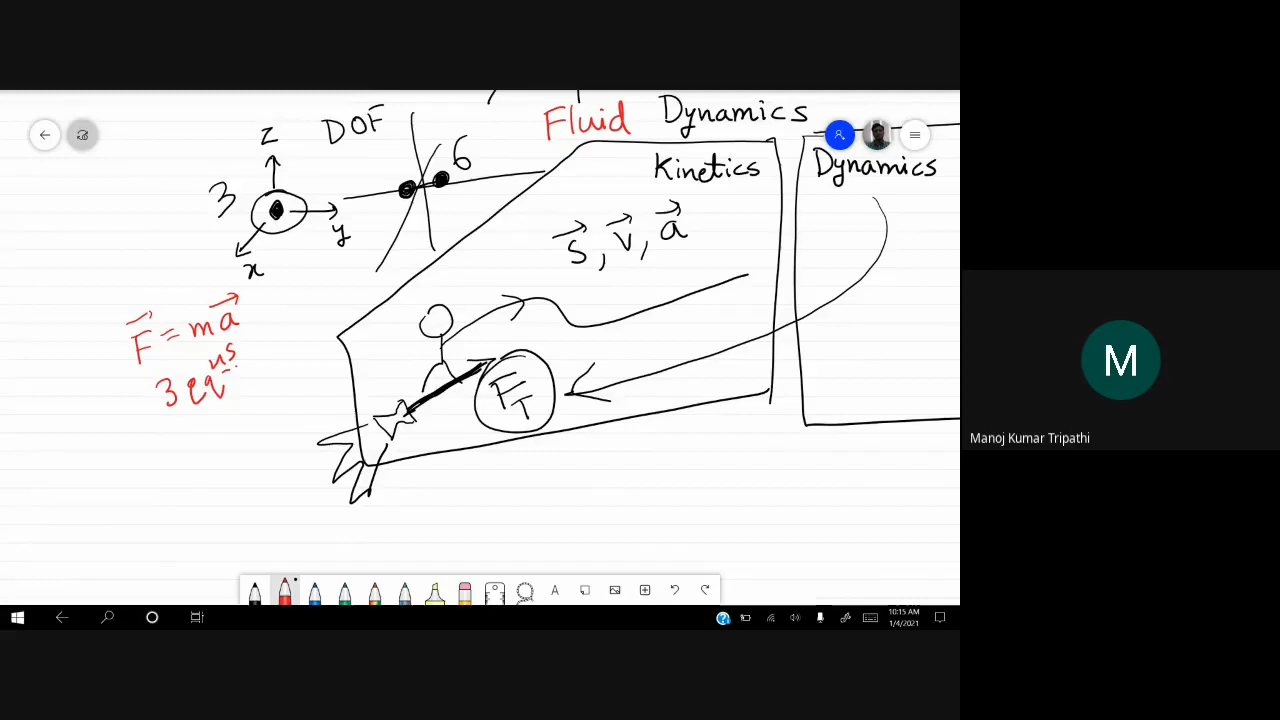 Fluid Dynamics
DOF
z
3
y
x
6
Kinetics
Dynamics
S, V, a
F = ma
3 eqns
F_T
M
Manoj Kumar Tripathi
A
10:15 AM
1/4/2021